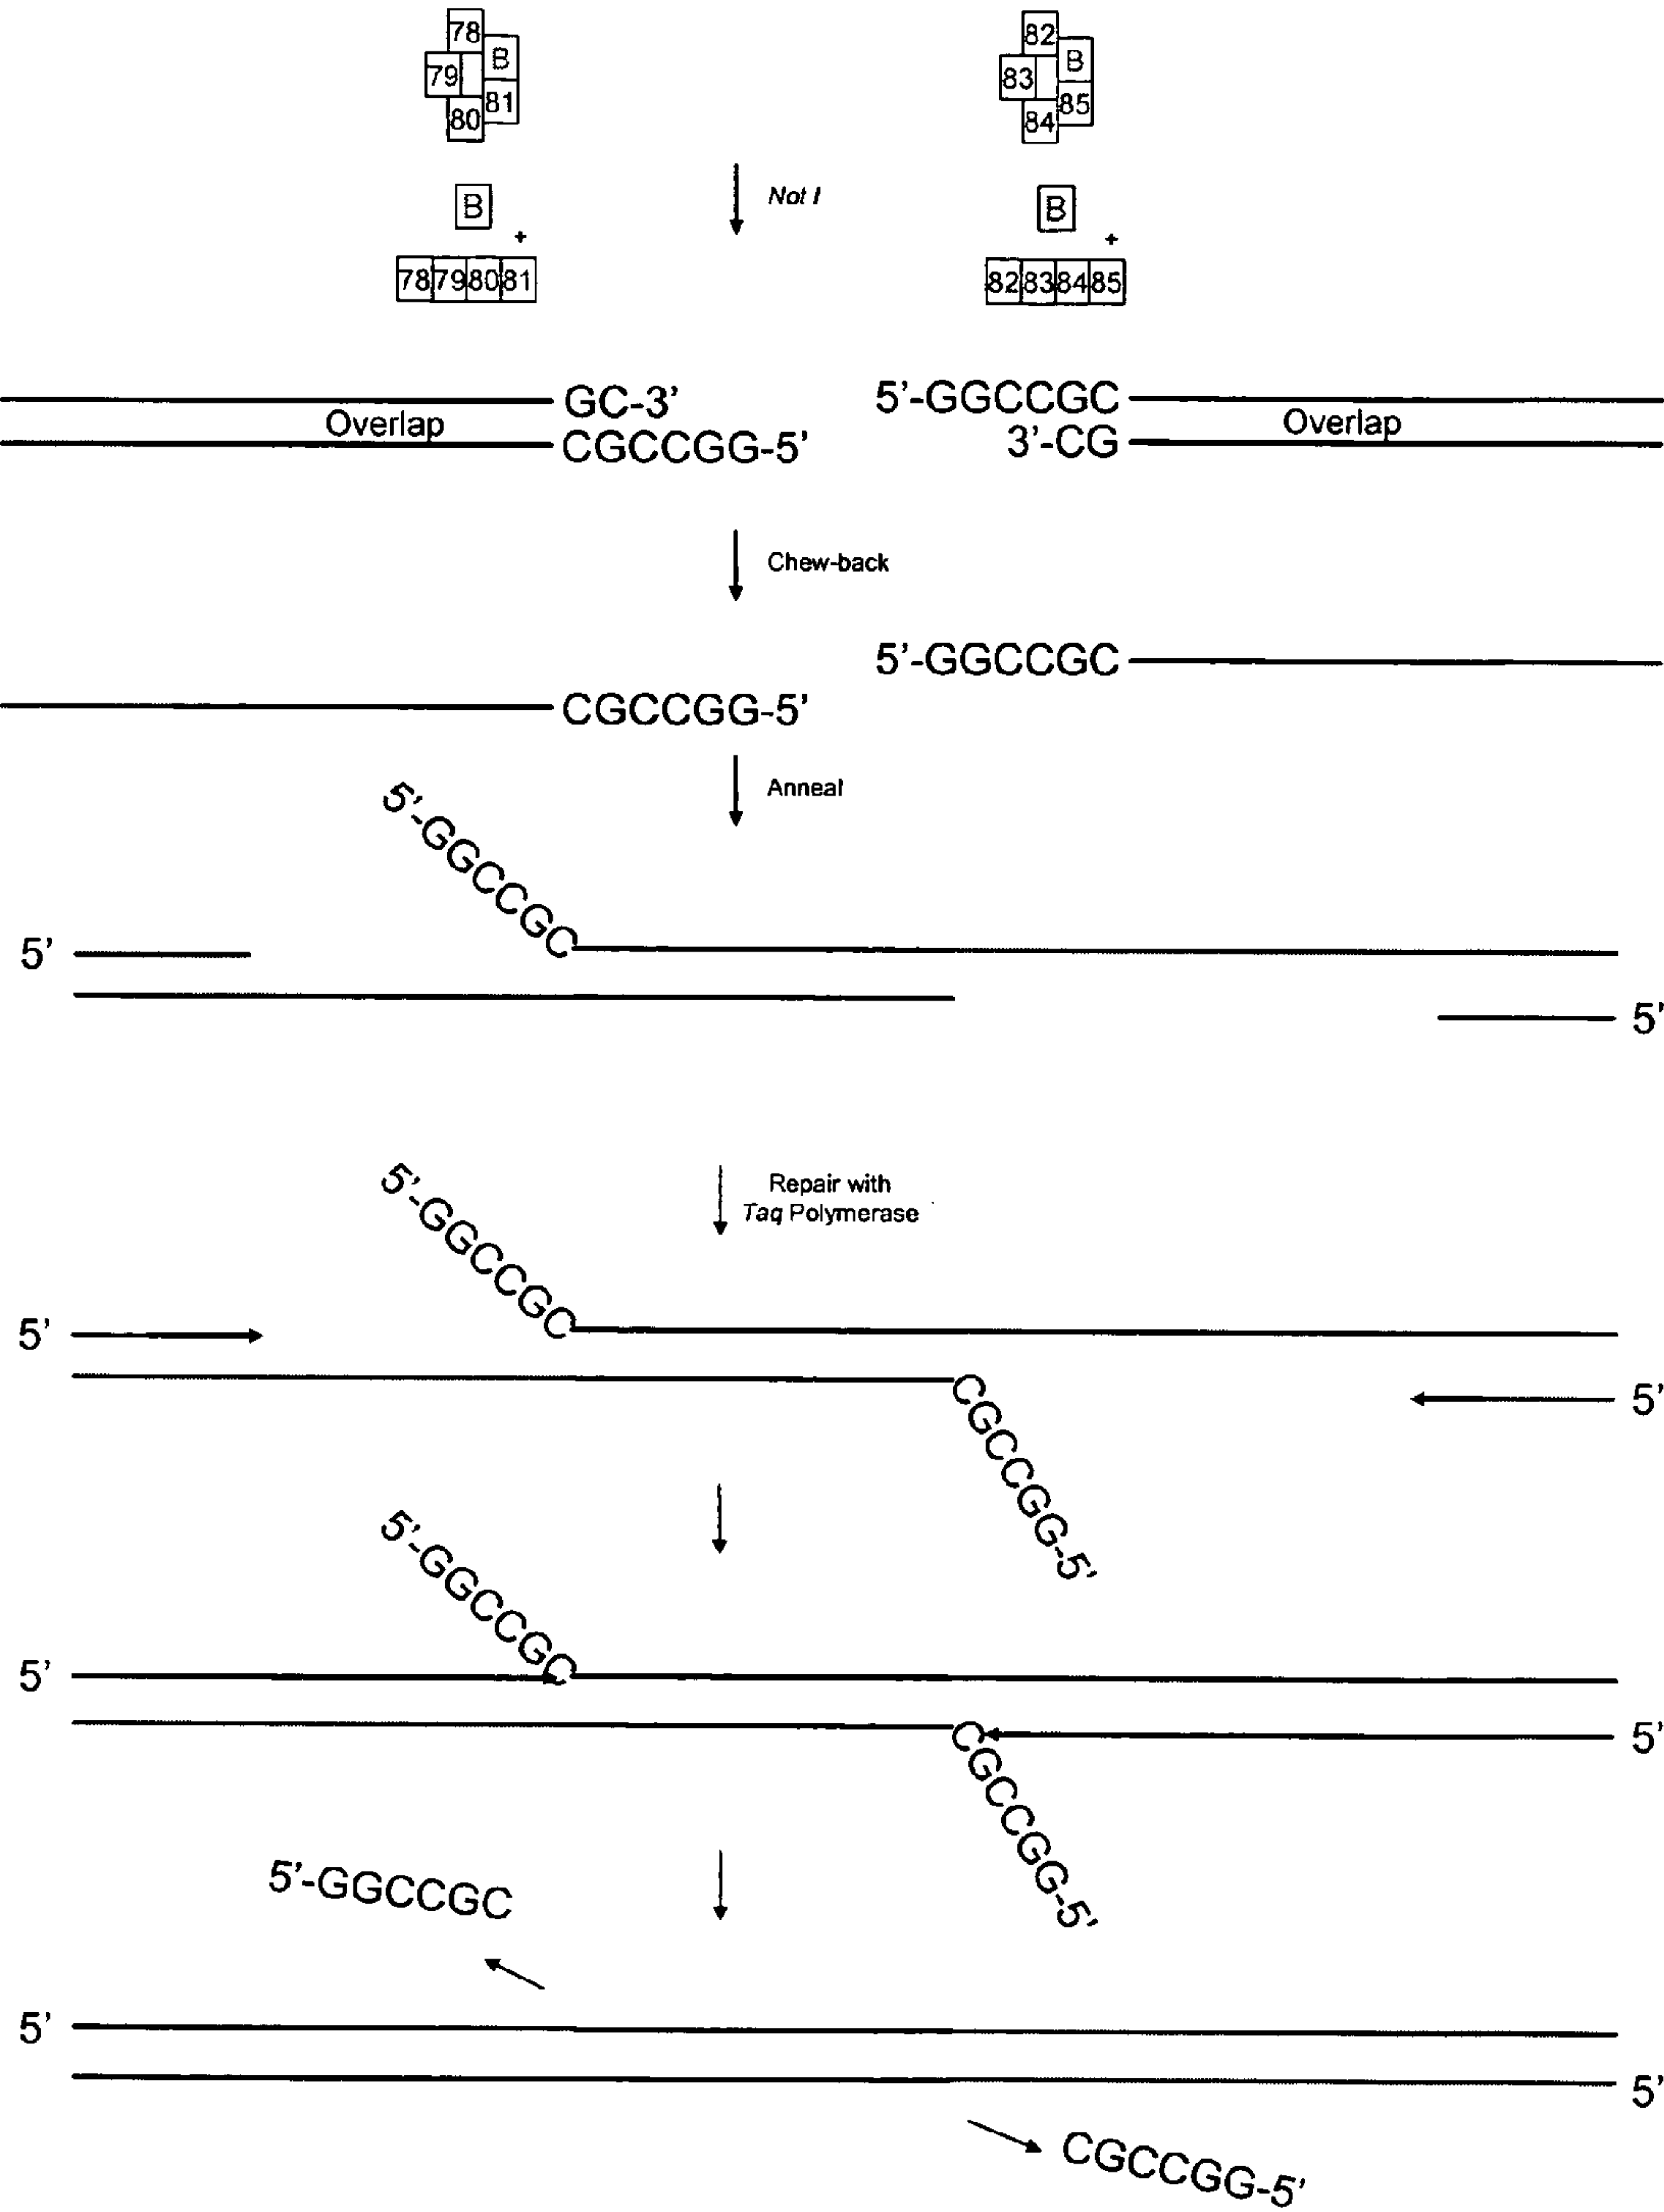 78
B
79
81
80
82
B
83
85
84
Not I
B
+
78 79 80 81
B
+
82 83 84 85
GC-3’
Overlap
CGCCGG-5’
5’-GGCCGC
Overlap
3’-CG
Chew-back
5’-GGCCGC
CGCCGG-5’
Anneal
5’-GGCCGC
5’
5’
Repair with
Taq Polymerase
5’-GGCCGC
5’
5’
CGCCGG-5’
5’-GGCCGC
5’
5’
CGCCGG-5’
5’-GGCCGC
5’
5’
CGCCGG-5’